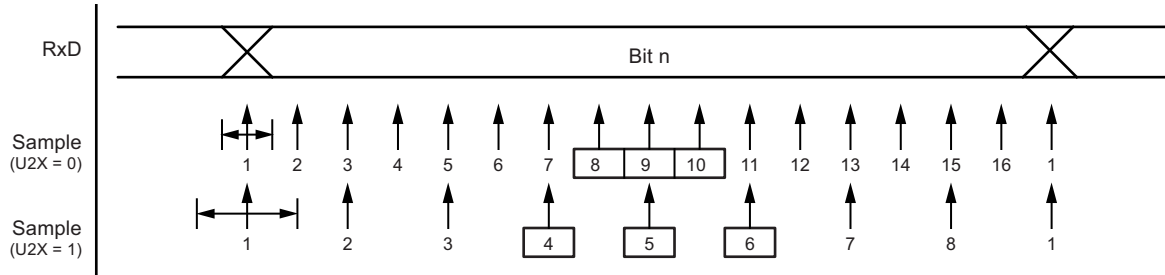 RxD Bit n
Sample
(U2X = 0) 1 2 3 4 5 6 7 8 9 10 11 12 13 14 15 16 1
Sample
(U2X = 1) 1 2 3 4 5 6 7 8 1